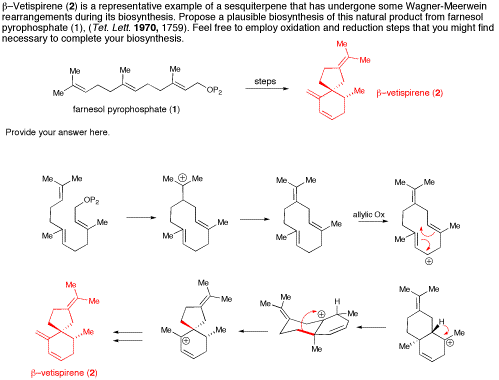 β–Vetispirene (2) is a representative example of a sesquiterpene that has undergone some Wagner-Meerwein
rearrangements during its biosynthesis. Propose a plausible biosynthesis of this natural product from farnesol
pyrophosphate (1), (Tet. Lett. 1970, 1759). Feel free to employ oxidation and reduction steps that you might find
necessary to complete your biosynthesis.
Me Me
Me Me Me
Me OP2
steps
Me
β–vetispirene (2)
farnesol pyrophosphate (1)
Provide your answer here.
Me Me Me Me Me Me Me
OP2
Me Me Me Me
allylic Ox
Me Me Me Me
Me Me Me Me Me H Me Me
Me
H
Me Me Me Me Me
Me
β–vetispirene (2)